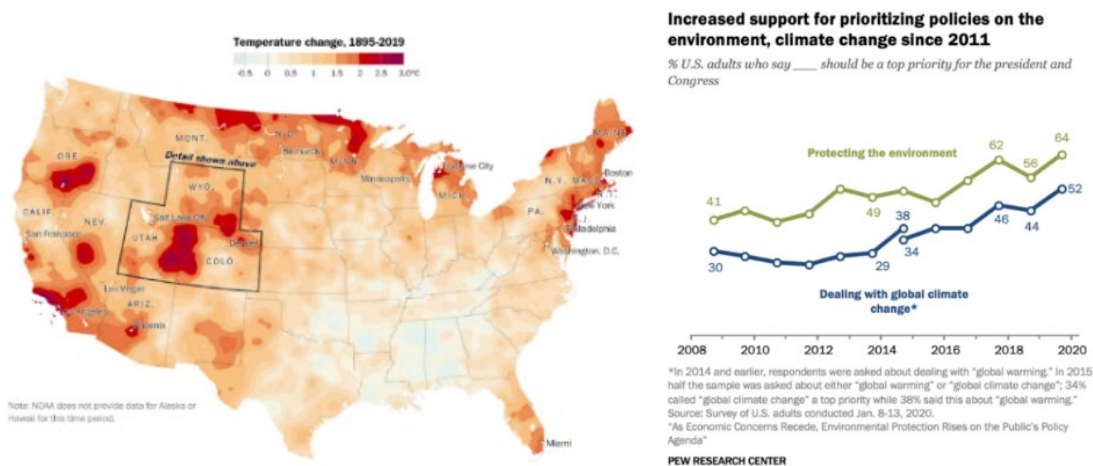 Temperature change, 1895-2019
-0.5 0 0.5 1 1.5 2 2.5 3.0°C
Detail shown above
MONT.
N.D.
Bismarck
MINN.
Minneapolis
ORE.
WYO.
Salt Lake City
CALIF.
NEV.
San Francisco
UTAH
Denver
COLO.
Las Vegas
ARIZ.
Los Angeles
Phoenix
Traverse City
MICH.
MAINE
N.Y.
MASS.
Boston
New York
N.J.
PA.
Philadelphia
Washington, D.C.
Miami
Note: NOAA does not provide data for Alaska or
Hawaii for this time period.
Increased support for prioritizing policies on the
environment, climate change since 2011
% U.S. adults who say ___ should be a top priority for the president and
Congress
Protecting the environment
41
49
62
56
64
30
29
38
34
46
44
52
Dealing with global climate
change*
2008 2010 2012 2014 2016 2018 2020
*In 2014 and earlier, respondents were asked about dealing with “global warming.” In 2015
half the sample was asked about either “global warming” or “global climate change”; 34%
called “global climate change” a top priority while 38% said this about “global warming.”
Source: Survey of U.S. adults conducted Jan. 8-13, 2020.
“As Economic Concerns Recede, Environmental Protection Rises on the Public’s Policy
Agenda”
PEW RESEARCH CENTER